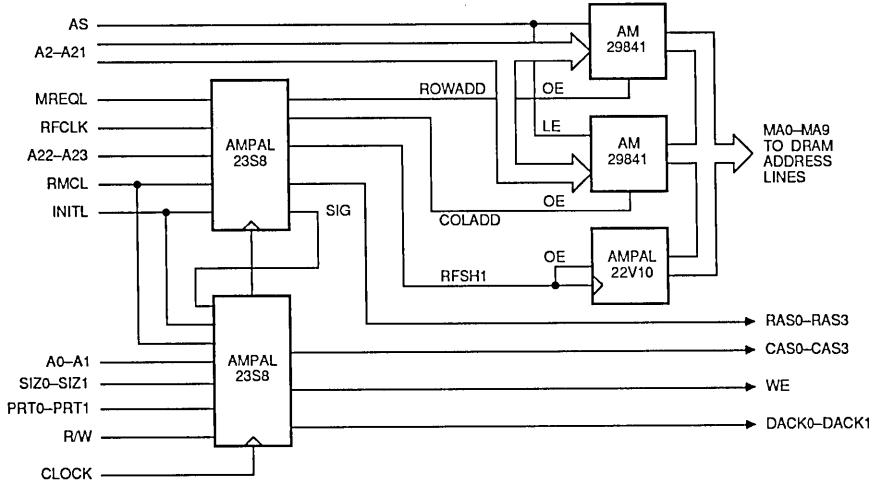 AS
A2–A21
MREQL
RFCLK
A22–A23
RMCL
INITL
AMPAL
23S8
ROWADD
OE
LE
AM
29841
AM
29841
OE
COLADD
SIG
RFSH1
OE
AMPAL
22V10
MA0–MA9
TO DRAM
ADDRESS
LINES
A0–A1
SIZ0–SIZ1
PRT0–PRT1
R/W
CLOCK
AMPAL
23S8
RAS0–RAS3
CAS0–CAS3
WE
DACK0–DACK1